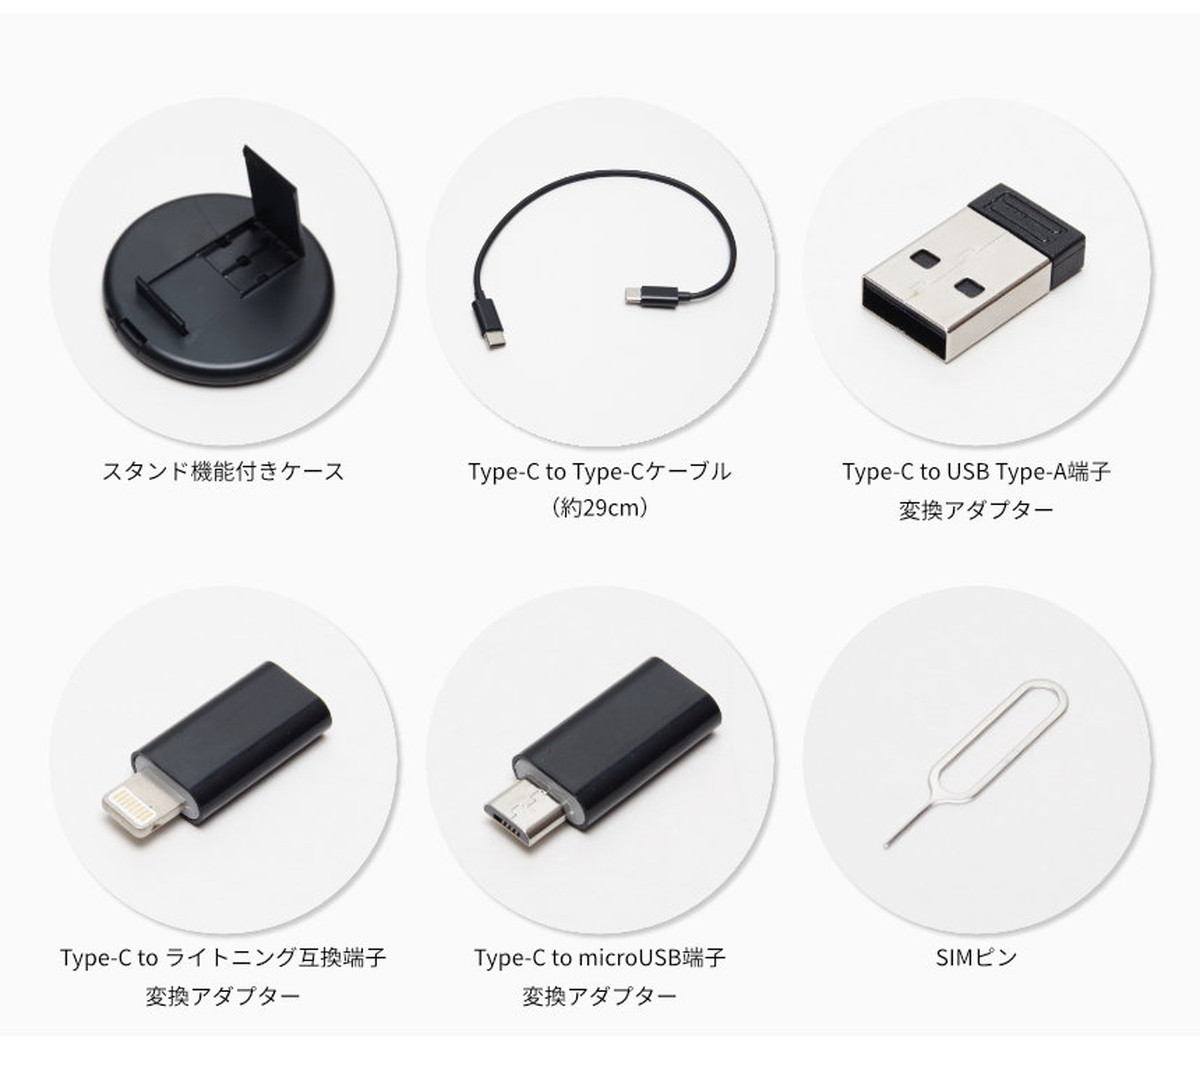 スタンド機能付きケース
Type-C to Type-Cケーブル
（約29cm）
Type-C to USB Type-A端子
変換アダプター
Type-C to ライトニング互換端子
変換アダプター
Type-C to microUSB端子
変換アダプター
SIMピン